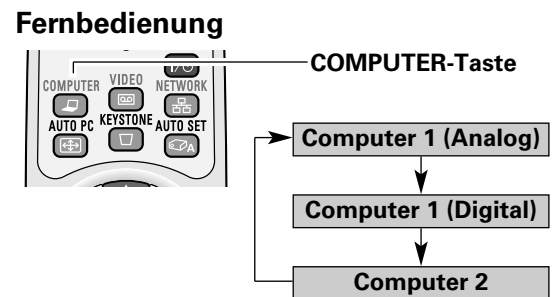 Fernbedienung
COMPUTER-Taste
COMPUTER VIDEO NETWORK
AUTO PC KEYSTONE AUTO SET
Computer 1 (Analog)
Computer 1 (Digital)
Computer 2